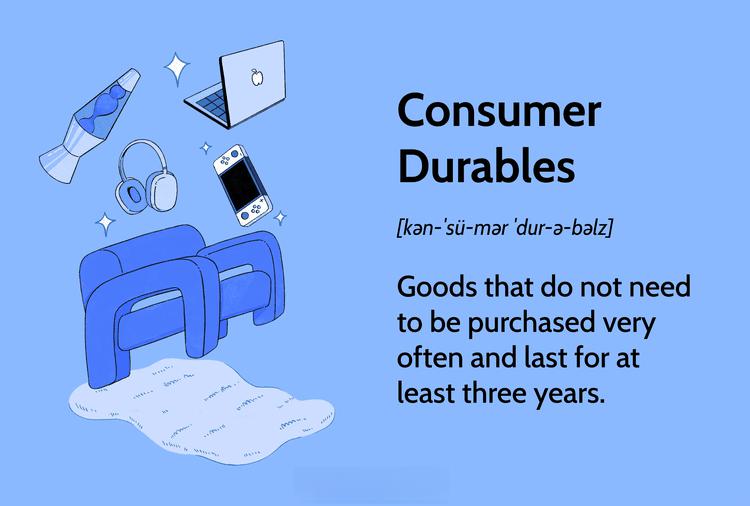 Consumer
Durables
[kən-ˈsü-mər ˈdur-ə-bəlz]
Goods that do not need
to be purchased very
often and last for at
least three years.